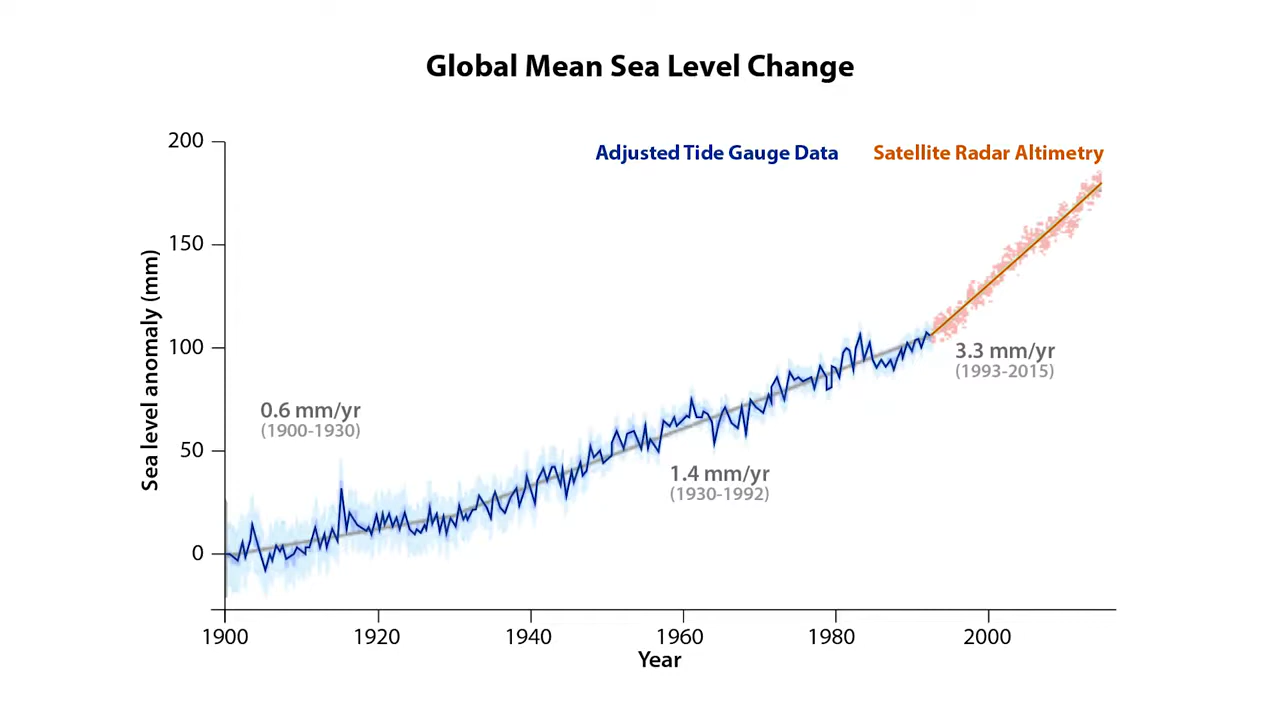 Global Mean Sea Level Change
Adjusted Tide Gauge Data
Satellite Radar Altimetry
200
150
100
50
0
Sea level anomaly (mm)
3.3 mm/yr
(1993-2015)
0.6 mm/yr
(1900-1930)
1.4 mm/yr
(1930-1992)
1900 1920 1940 1960 1980 2000
Year